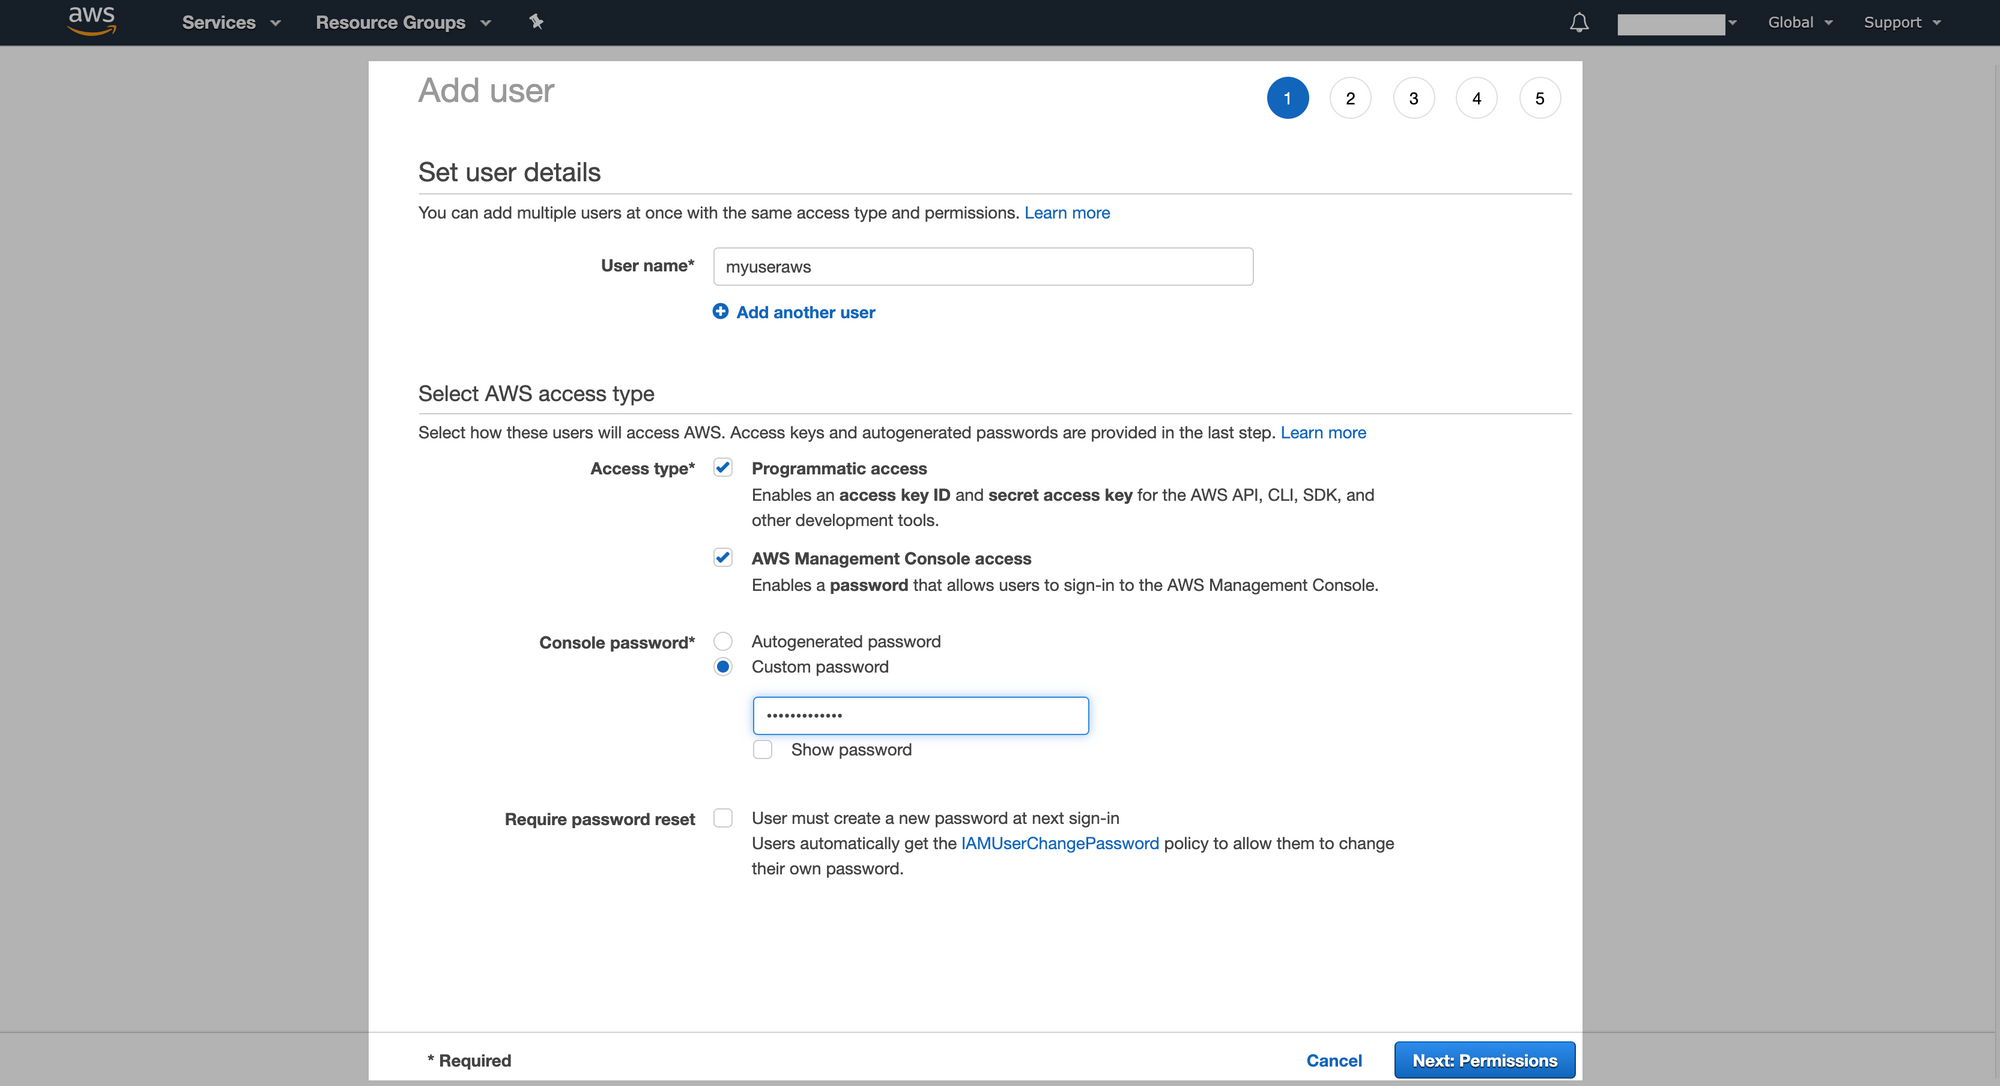 aws Services Resource Groups Global Support
Add user 1 2 3 4 5
Set user details
You can add multiple users at once with the same access type and permissions. Learn more
User name* myuseraws
Add another user
Select AWS access type
Select how these users will access AWS. Access keys and autogenerated passwords are provided in the last step. Learn more
Access type* Programmatic access
Enables an access key ID and secret access key for the AWS API, CLI, SDK, and
other development tools.
AWS Management Console access
Enables a password that allows users to sign-in to the AWS Management Console.
Console password* Autogenerated password
Custom password
•••••••••••••
Show password
Require password reset User must create a new password at next sign-in
Users automatically get the IAMUserChangePassword policy to allow them to change
their own password.
* Required Cancel Next: Permissions